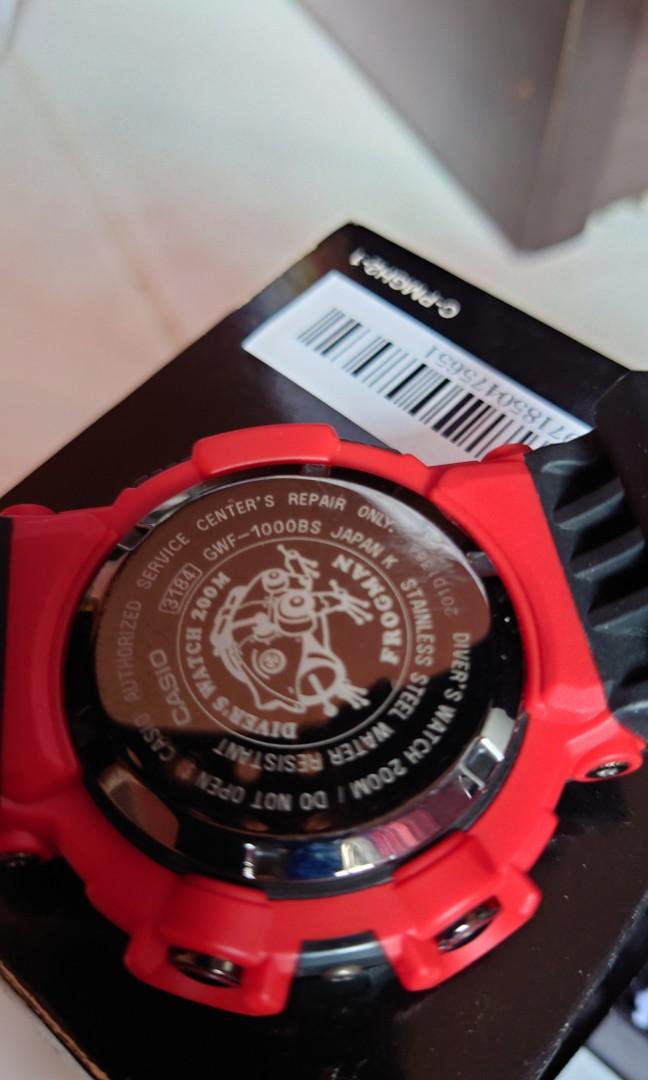 C-PMGH2-1
CASIO AUTHORIZED SERVICE CENTER'S REPAIR ONLY.
DIVER'S WATCH 200M / DO NOT OPEN!
CASIO 3184 GWF-1000BS JAPAN K
STAINLESS STEEL WATER RESISTANT
DIVER'S WATCH 200M
FROGMAN